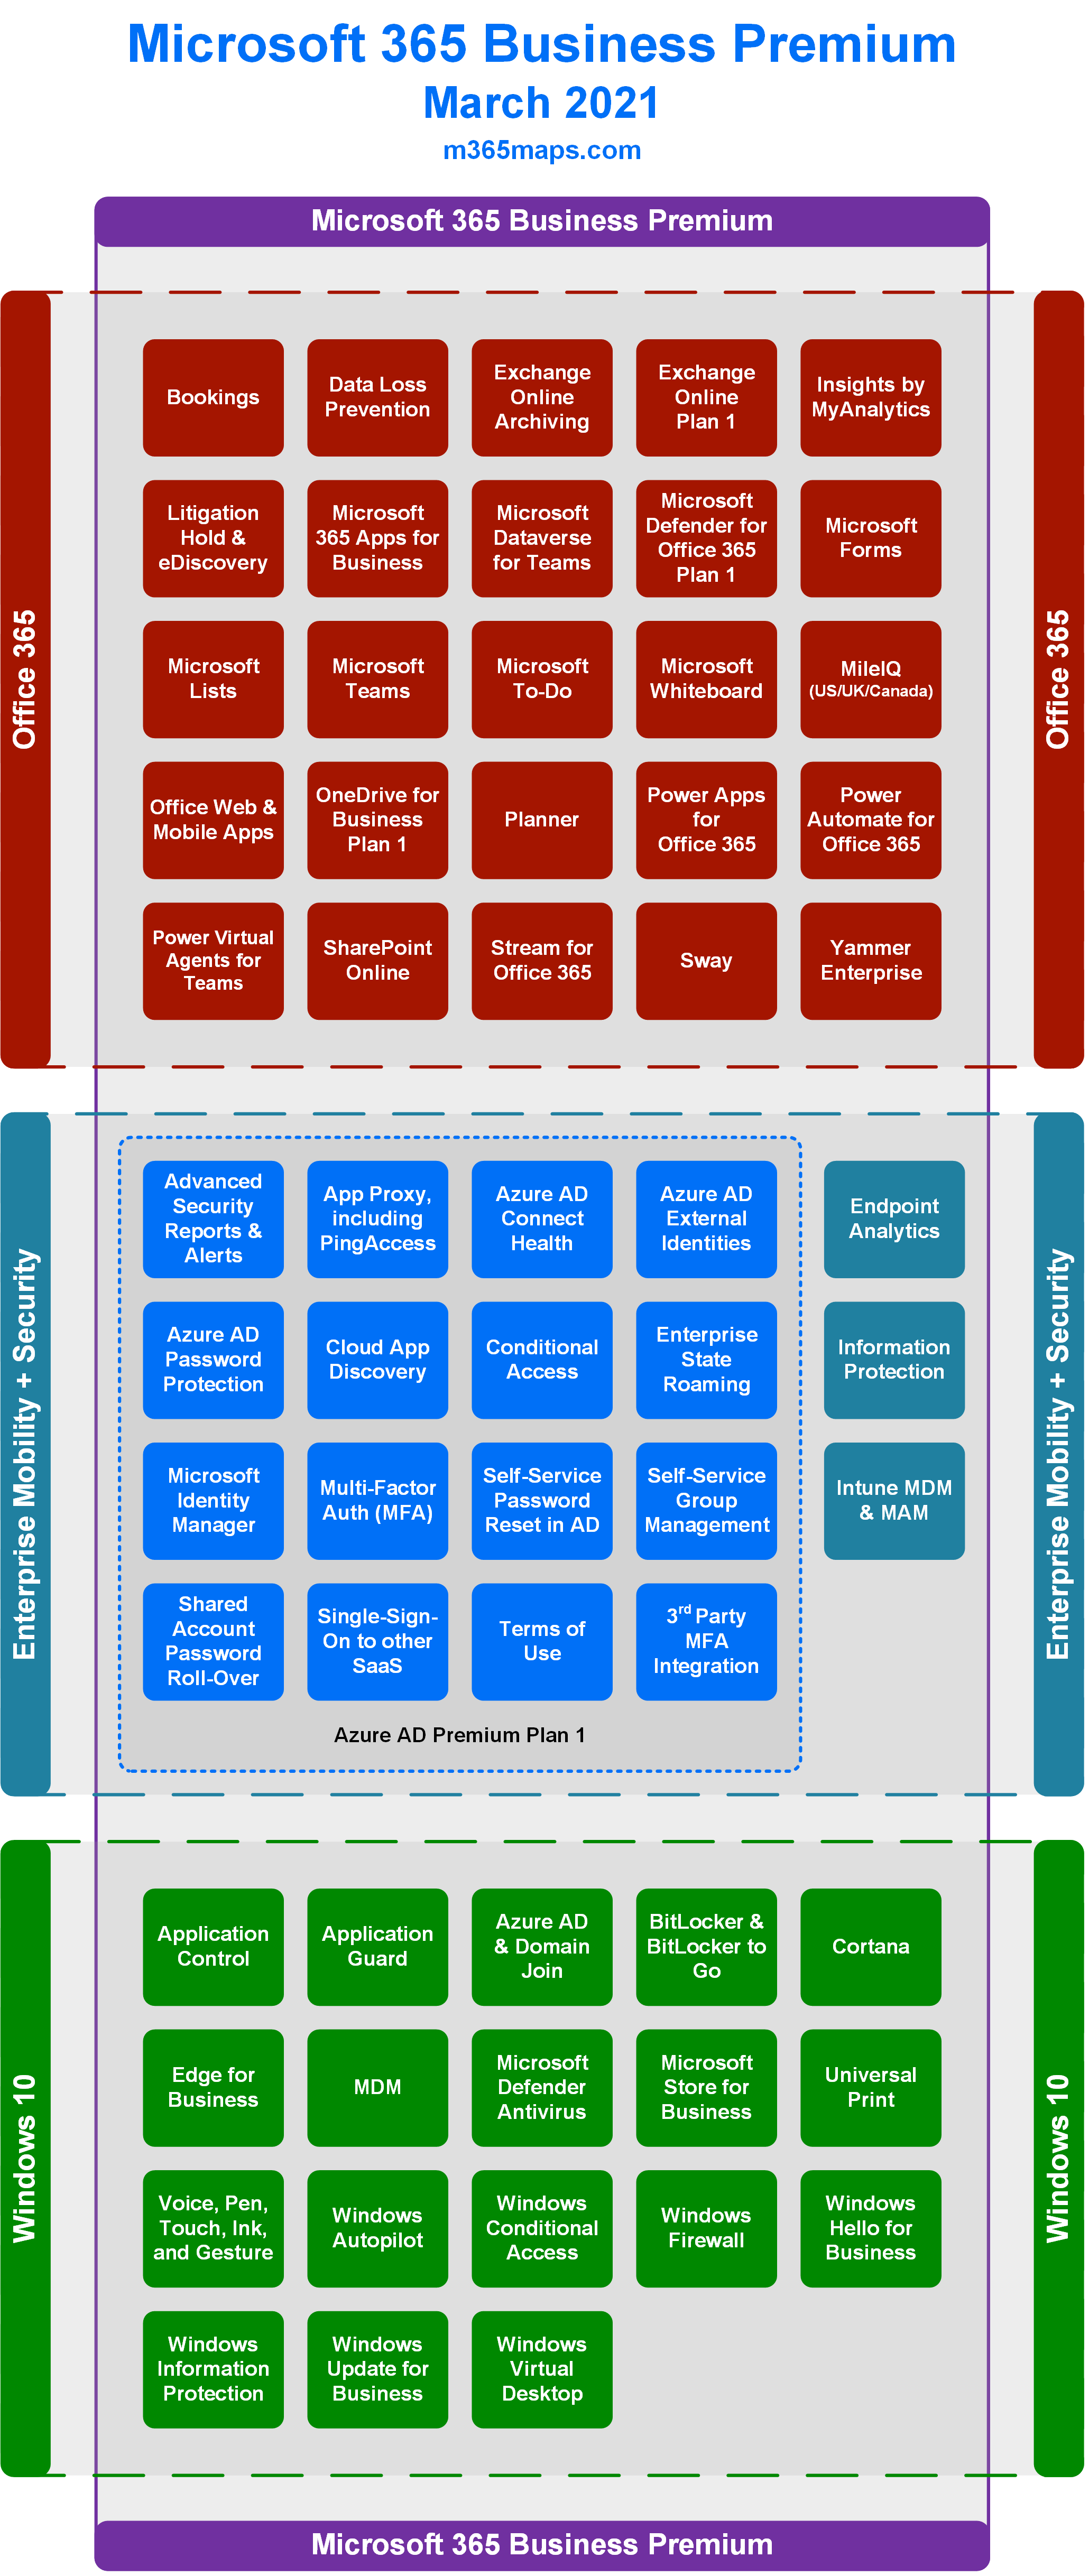 Microsoft 365 Business Premium
March 2021
m365maps.com
Microsoft 365 Business Premium
Office 365
Office 365
Bookings
Data Loss
Prevention
Exchange
Online
Archiving
Exchange
Online
Plan 1
Insights by
MyAnalytics
Litigation
Hold &
eDiscovery
Microsoft
365 Apps for
Business
Microsoft
Dataverse
for Teams
Microsoft
Defender for
Office 365
Plan 1
Microsoft
Forms
Microsoft
Lists
Microsoft
Teams
Microsoft
To-Do
Microsoft
Whiteboard
MileIQ
(US/UK/Canada)
Office Web &
Mobile Apps
OneDrive for
Business
Plan 1
Planner
Power Apps
for
Office 365
Power
Automate for
Office 365
Power Virtual
Agents for
Teams
SharePoint
Online
Stream for
Office 365
Sway
Yammer
Enterprise
Enterprise Mobility + Security
Enterprise Mobility + Security
Advanced
Security
Reports &
Alerts
App Proxy,
including
PingAccess
Azure AD
Connect
Health
Azure AD
External
Identities
Endpoint
Analytics
Azure AD
Password
Protection
Cloud App
Discovery
Conditional
Access
Enterprise
State
Roaming
Information
Protection
Microsoft
Identity
Manager
Multi-Factor
Auth (MFA)
Self-Service
Password
Reset in AD
Self-Service
Group
Management
Intune MDM
& MAM
Shared
Account
Password
Roll-Over
Single-Sign-
On to other
SaaS
Terms of
Use
3rd Party
MFA
Integration
Azure AD Premium Plan 1
Windows 10
Windows 10
Application
Control
Application
Guard
Azure AD
& Domain
Join
BitLocker &
BitLocker to
Go
Cortana
Edge for
Business
MDM
Microsoft
Defender
Antivirus
Microsoft
Store for
Business
Universal
Print
Voice, Pen,
Touch, Ink,
and Gesture
Windows
Autopilot
Windows
Conditional
Access
Windows
Firewall
Windows
Hello for
Business
Windows
Information
Protection
Windows
Update for
Business
Windows
Virtual
Desktop
Microsoft 365 Business Premium